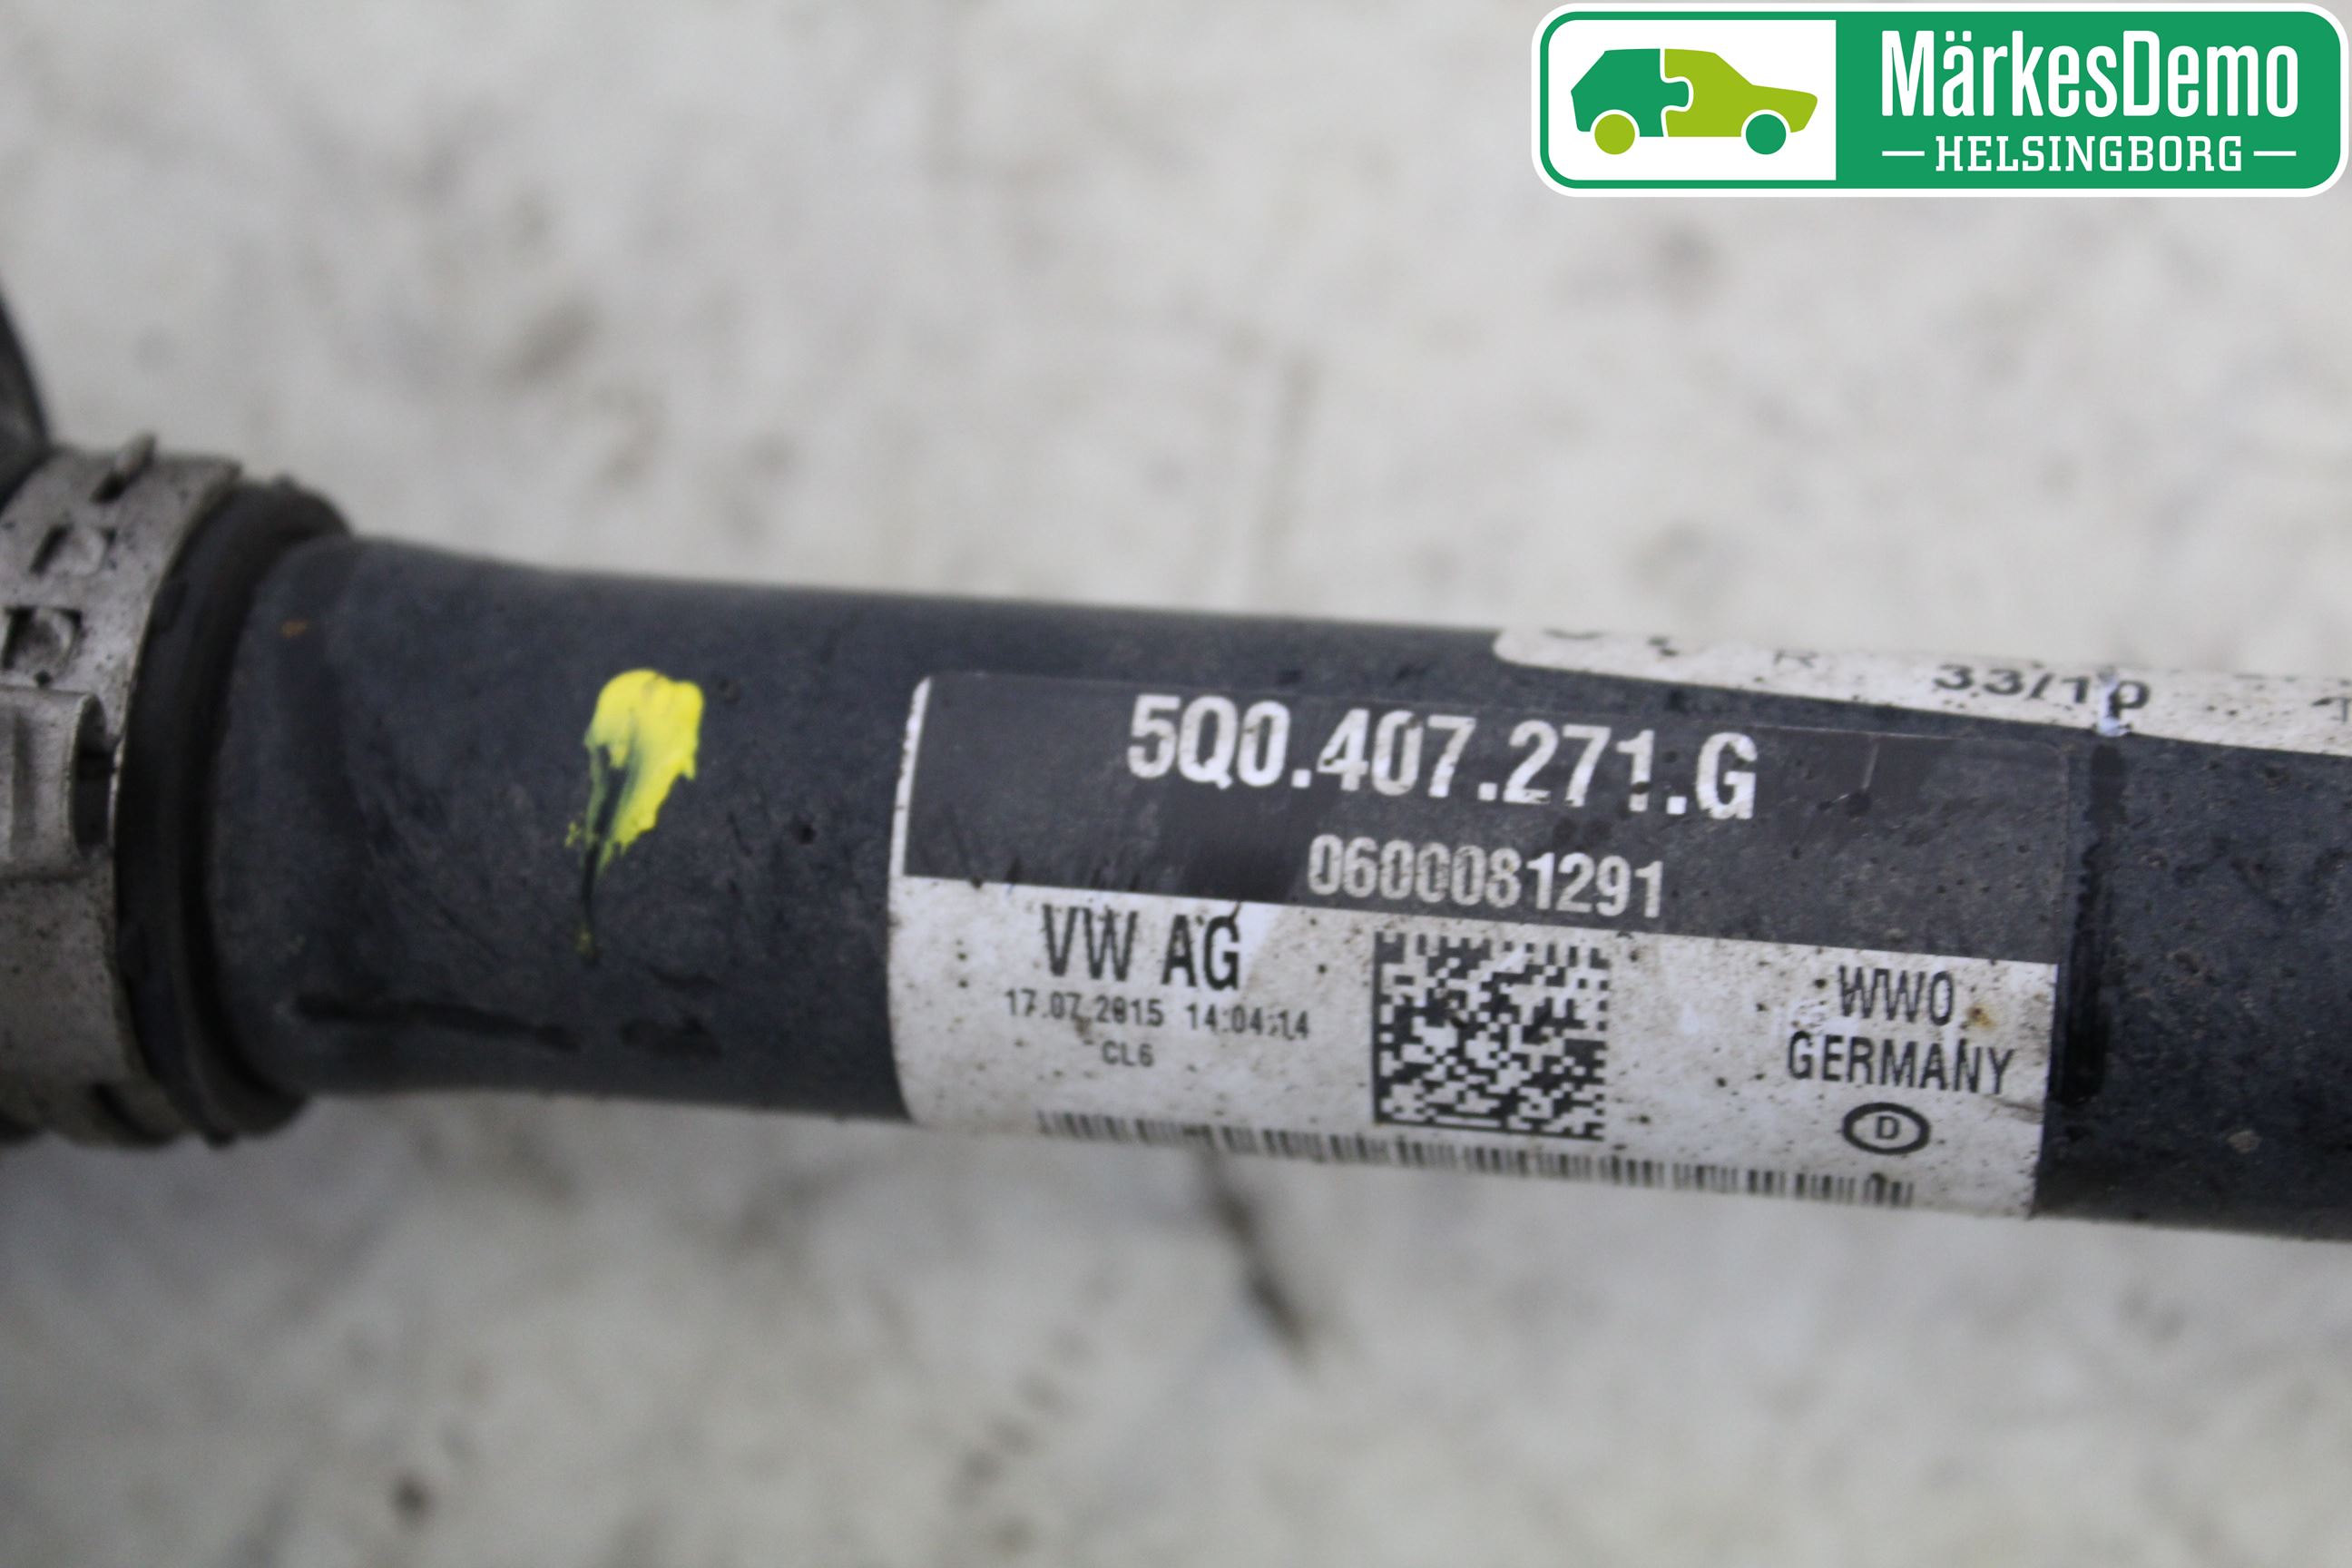 MärkesDemo
HELSINGBORG
R 33/10
5Q0.407.271.G
0600081291
VW AG
17.07.2015 14:04:14
CL6
WWO
GERMANY
D